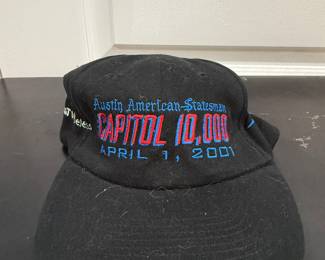 Austin American-Statesman
CAPITOL 10,000
APRIL 1, 2001